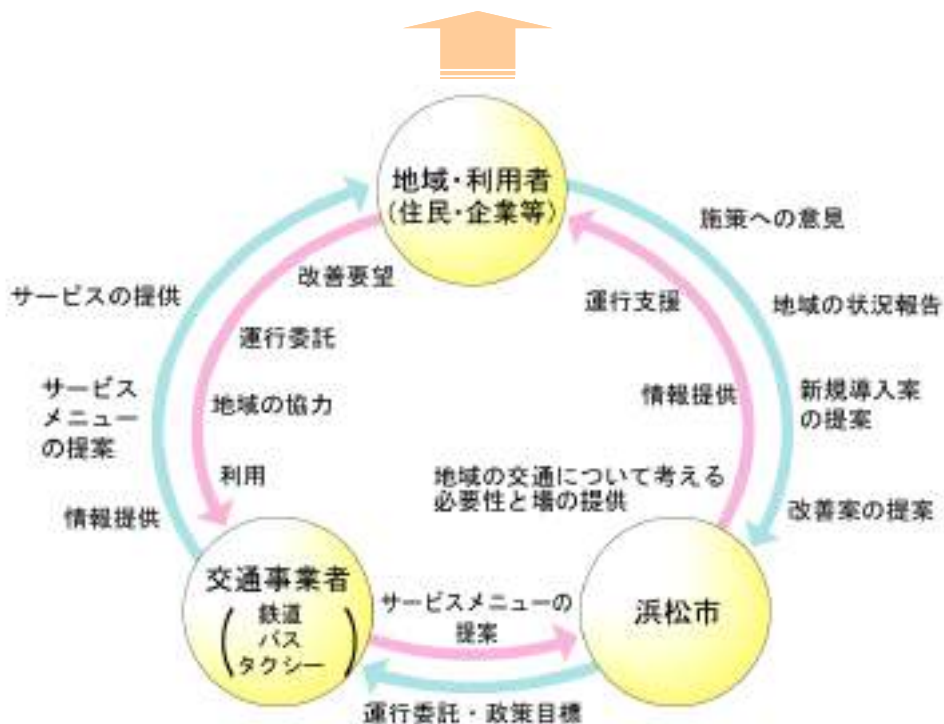 地域・利用者
(住民・企業等)
施策への意見
改善要望
サービスの提供
運行支援
地域の状況報告
運行委託
サービス
メニュー
の提案
地域の協力
情報提供
新規導入案
の提案
利用
地域の交通について考える
必要性と場の提供
情報提供
改善案の提案
交通事業者
鉄道
バス
タクシー
サービスメニューの
提案
浜松市
運行委託・政策目標